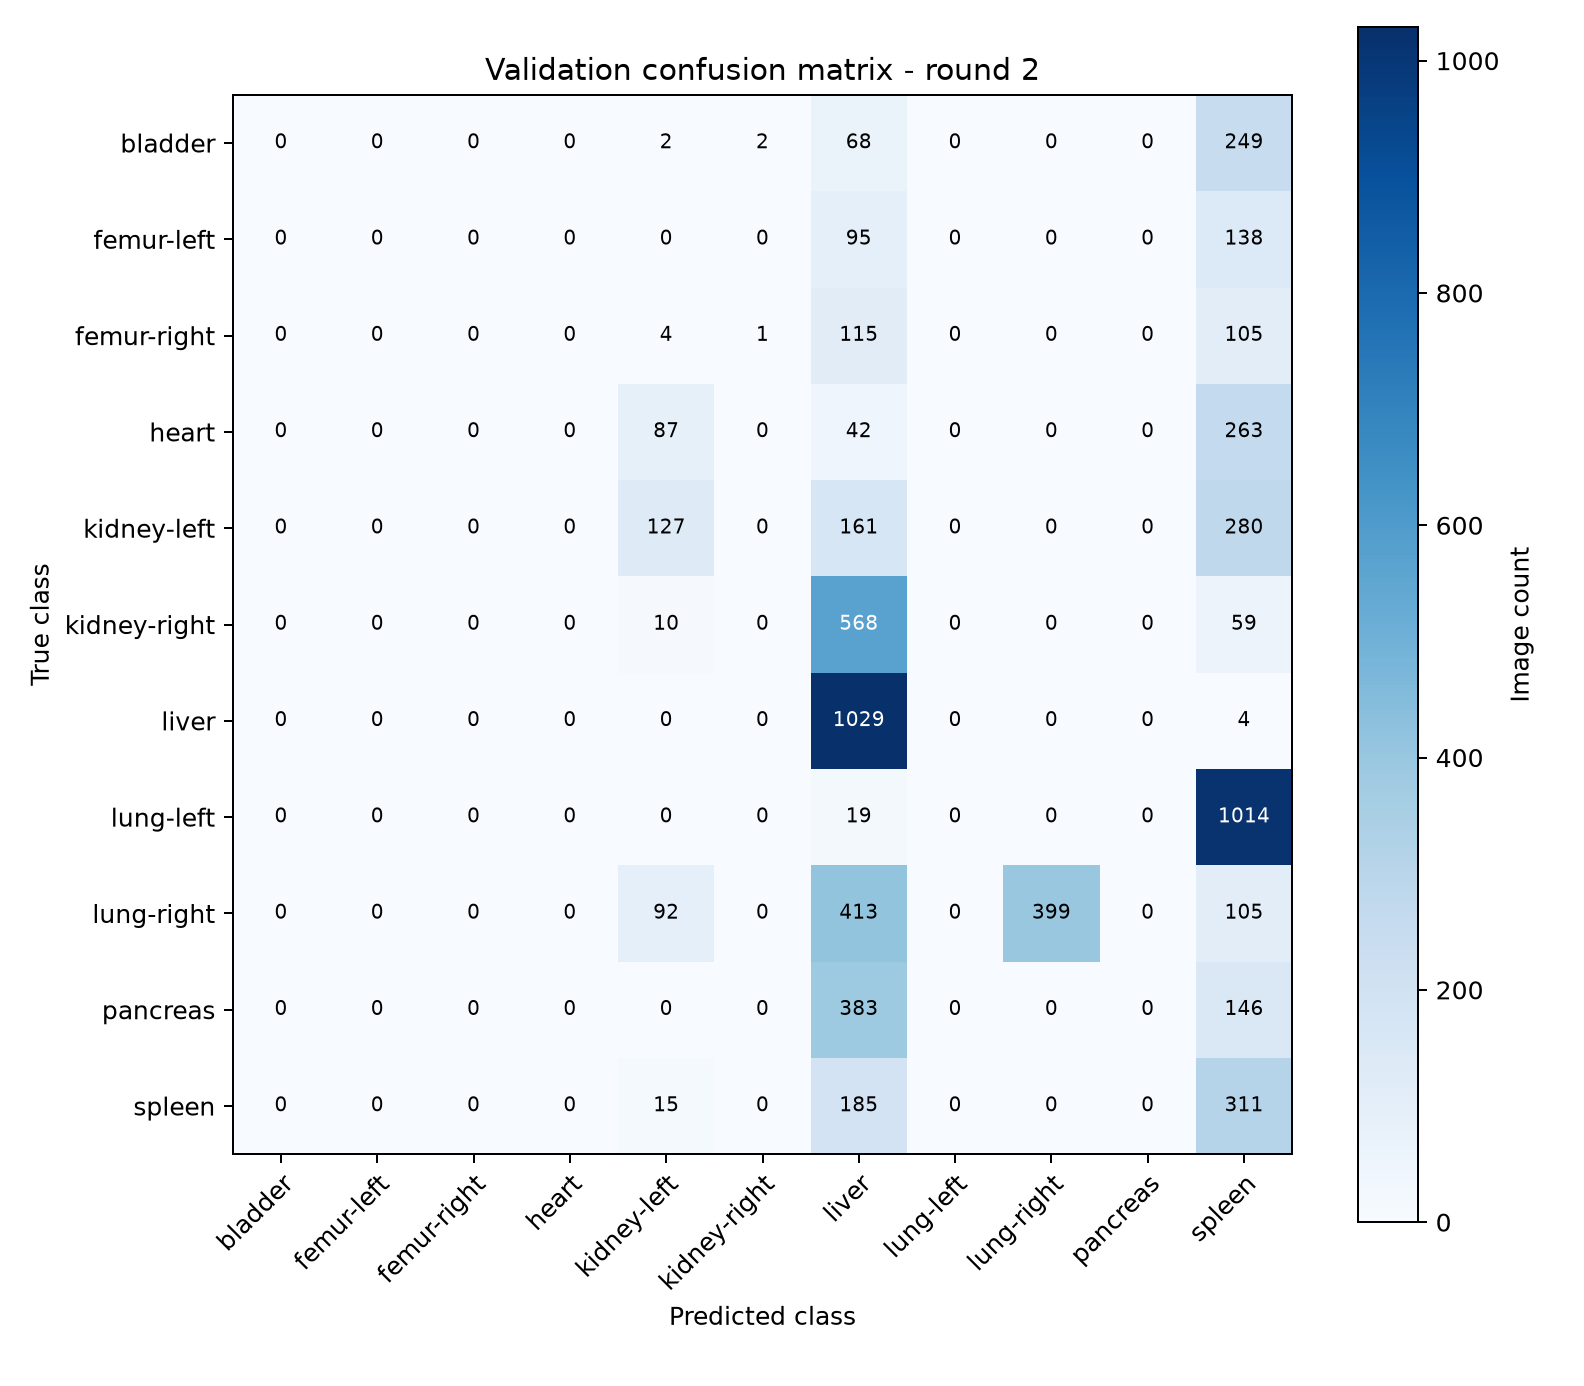 Validation confusion matrix - round 2
bladder 0 0 0 0 2 2 68 0 0 0 249
femur-left 0 0 0 0 0 0 95 0 0 0 138
femur-right 0 0 0 0 4 1 115 0 0 0 105
heart 0 0 0 0 87 0 42 0 0 0 263
kidney-left 0 0 0 0 127 0 161 0 0 0 280
kidney-right 0 0 0 0 10 0 568 0 0 0 59
liver 0 0 0 0 0 0 1029 0 0 0 4
lung-left 0 0 0 0 0 0 19 0 0 0 1014
lung-right 0 0 0 0 92 0 413 0 399 0 105
pancreas 0 0 0 0 0 0 383 0 0 0 146
spleen 0 0 0 0 15 0 185 0 0 0 311
True class
bladder femur-left femur-right heart kidney-left kidney-right liver lung-left lung-right pancreas spleen
Predicted class
1000
800
600
400
200
0
Image count